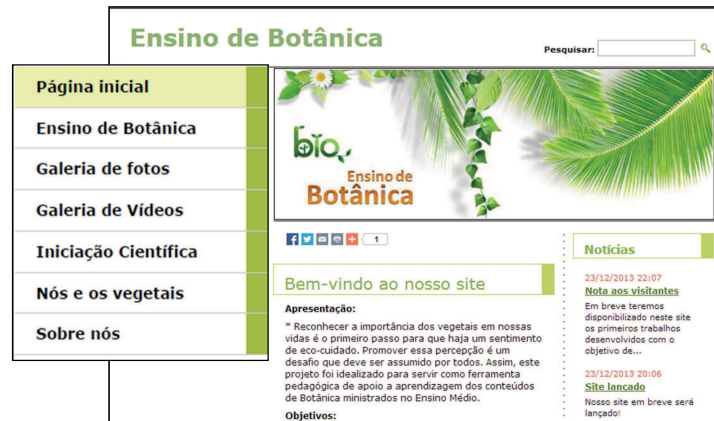 Ensino de Botânica
Pesquisar:
Página inicial
Ensino de Botânica
Galeria de fotos
Galeria de Vídeos
Iniciação Científica
Nós e os vegetais
Sobre nós
bio
Ensino de
Botânica
1
Bem-vindo ao nosso site
Apresentação:
" Reconhecer a importância dos vegetais em nossas
vidas é o primeiro passo para que haja um sentimento
de eco-cuidado. Promover essa percepção é um
desafio que deve ser assumido por todos. Assim, este
projeto foi idealizado para servir como ferramenta
pedagógica de apoio a aprendizagem dos conteúdos
de Botânica ministrados no Ensino Médio.
Objetivos:
Notícias
23/12/2013 22:07
Nota aos visitantes
Em breve teremos
disponibilizado neste site
os primeiros trabalhos
desenvolvidos com o
objetivo de...
23/12/2013 20:06
Site lançado
Nosso site em breve será
lançado!